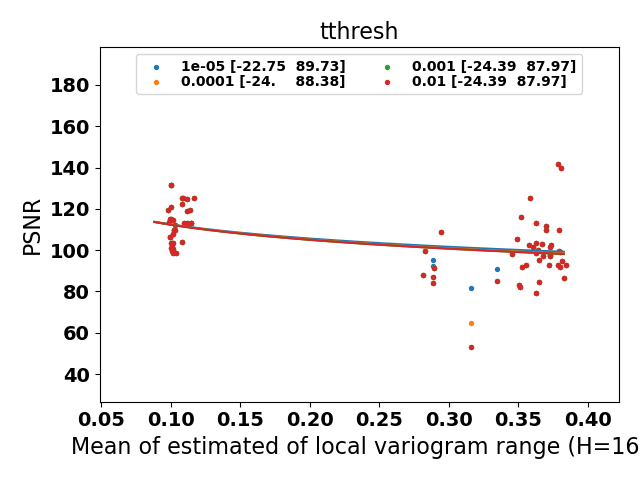 tthresh
1e-05 [-22.75  89.73]
0.0001 [-24.    88.38]
0.001 [-24.39  87.97]
0.01 [-24.39  87.97]
PSNR
180
160
140
120
100
80
60
40
0.05 0.10 0.15 0.20 0.25 0.30 0.35 0.40
Mean of estimated of local variogram range (H=16